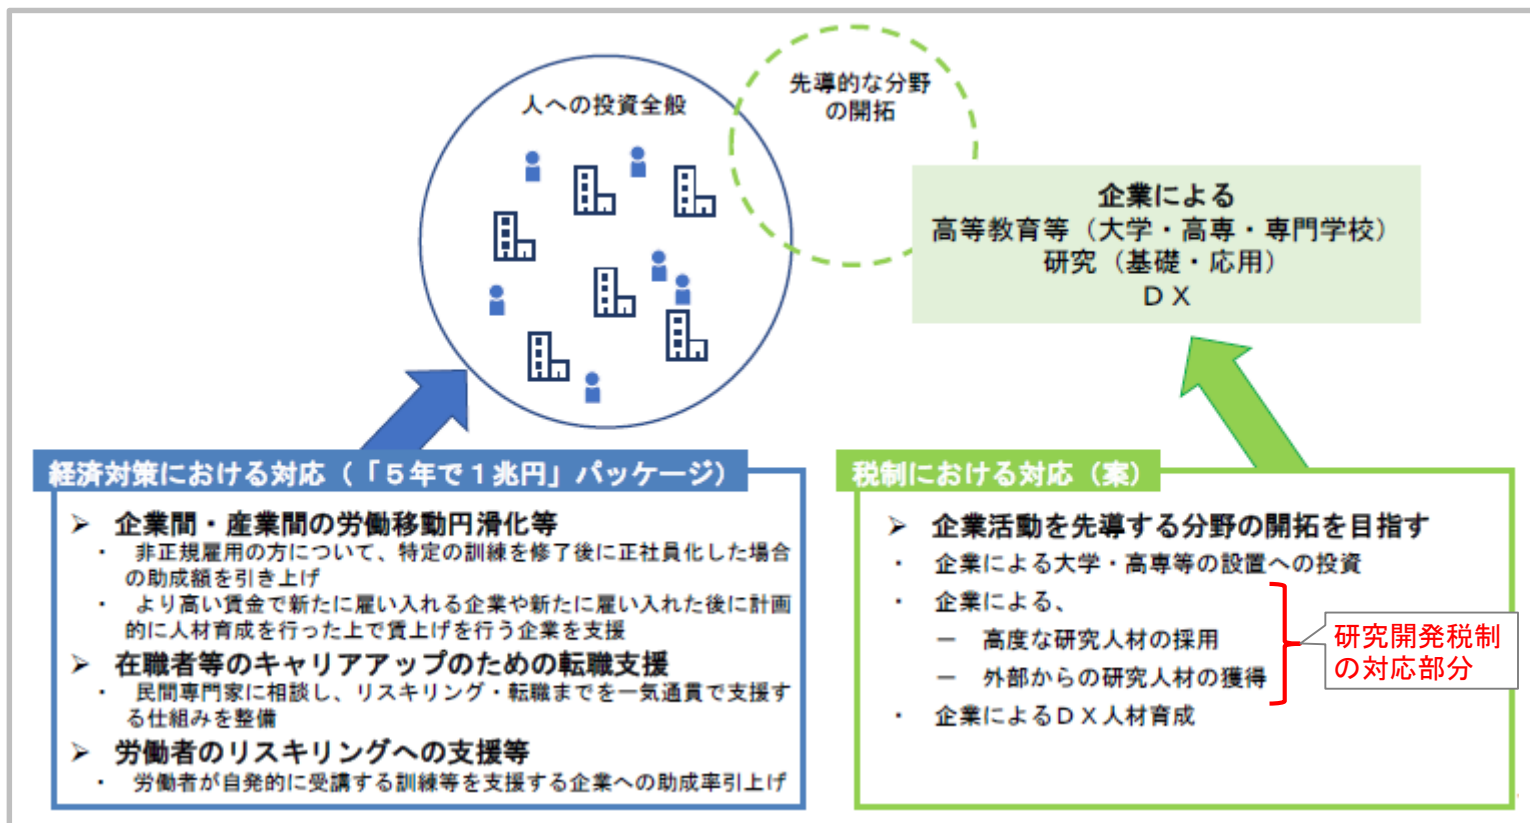 人への投資全般
先導的な分野
の開拓
企業による
高等教育等（大学・高専・専門学校）
研究（基礎・応用）
ＤＸ
経済対策における対応（「５年で１兆円」パッケージ）
➢ 企業間・産業間の労働移動円滑化等
・ 非正規雇用の方について、特定の訓練を修了後に正社員化した場合
の助成額を引き上げ
・ より高い賃金で新たに雇い入れる企業や新たに雇い入れた後に計画
的に人材育成を行った上で賃上げを行う企業を支援
➢ 在職者等のキャリアアップのための転職支援
・ 民間専門家に相談し、リスキリング・転職までを一気通貫で支援す
る仕組みを整備
➢ 労働者のリスキリングへの支援等
・ 労働者が自発的に受講する訓練等を支援する企業への助成率引上げ
税制における対応（案）
➢ 企業活動を先導する分野の開拓を目指す
・ 企業による大学・高専等の設置への投資
・ 企業による、
－ 高度な研究人材の採用
－ 外部からの研究人材の獲得
・ 企業によるＤＸ人材育成
研究開発税制
の対応部分